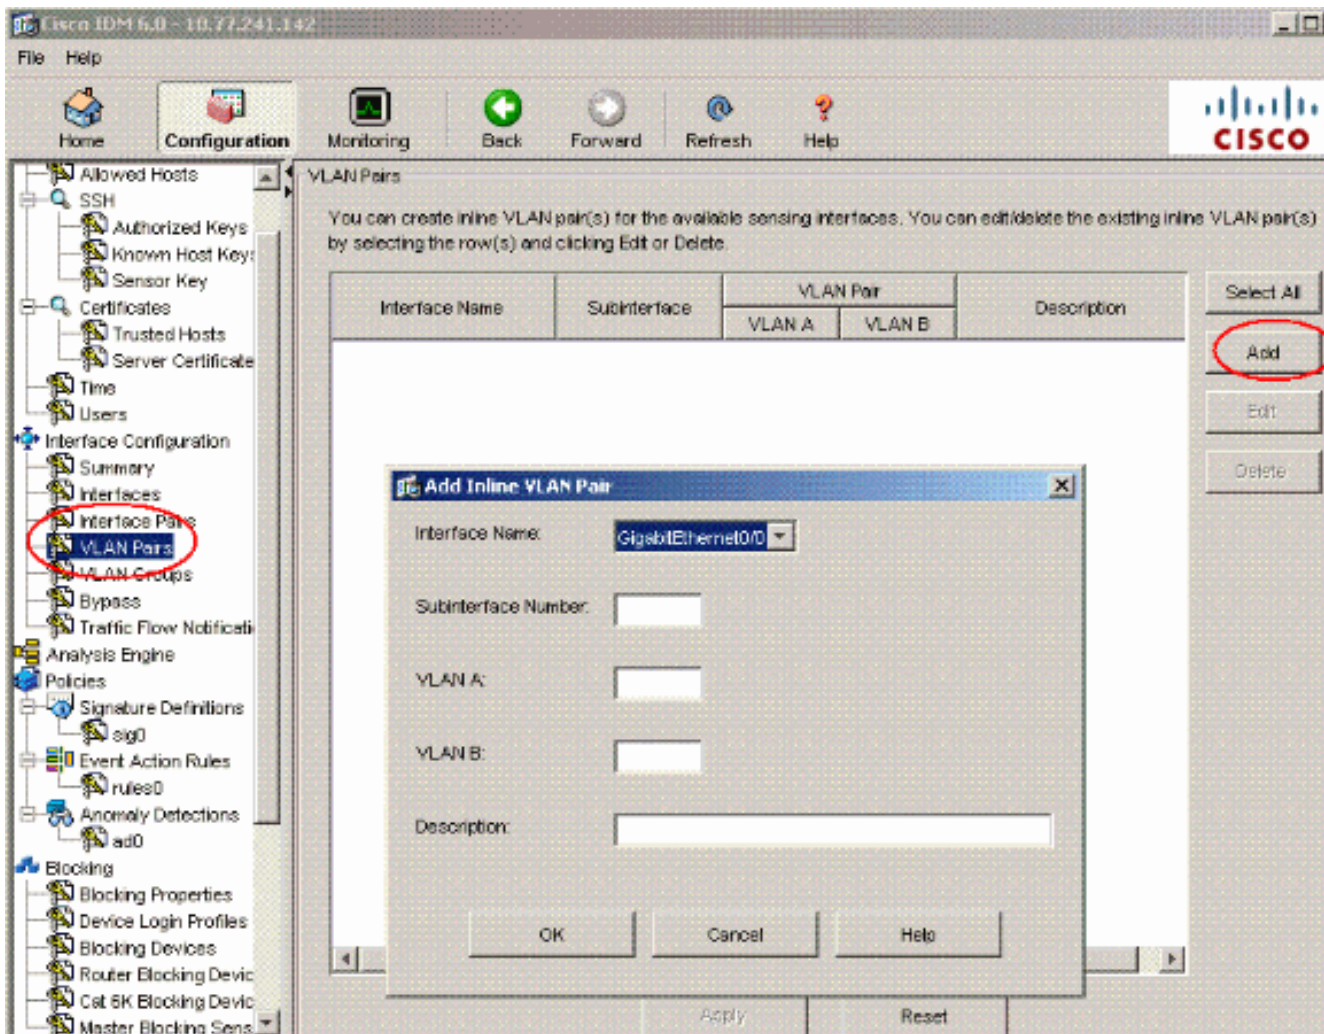 Cisco IDM 6.0 - 10.77.241.142
File Help
Home Configuration Monitoring Back Forward Refresh Help
CISCO
Allowed Hosts
SSH
Authorized Keys
Known Host Key
Sensor Key
Certificates
Trusted Hosts
Server Certificate
Time
Users
Interface Configuration
Summary
Interfaces
Interface Pairs
VLAN Pairs
VLAN Groups
Bypass
Traffic Flow Notificati
Analysis Engine
Policies
Signature Definitions
sig0
Event Action Rules
rules0
Anomaly Detections
ad0
Blocking
Blocking Properties
Device Login Profiles
Blocking Devices
Router Blocking Devic
Cat 6K Blocking Devic
Master Blocking Sens
VLAN Pairs
You can create inline VLAN pair(s) for the available sensing interfaces. You can edit/delete the existing inline VLAN pair(s)
by selecting the row(s) and clicking Edit or Delete.
Interface Name Subinterface VLAN Pair Description
VLAN A VLAN B
Select All
Add
Edit
Delete
Add Inline VLAN Pair
Interface Name: GigabitEthernet0/0
Subinterface Number:
VLAN A:
VLAN B:
Description:
OK Cancel Help
Apply Reset